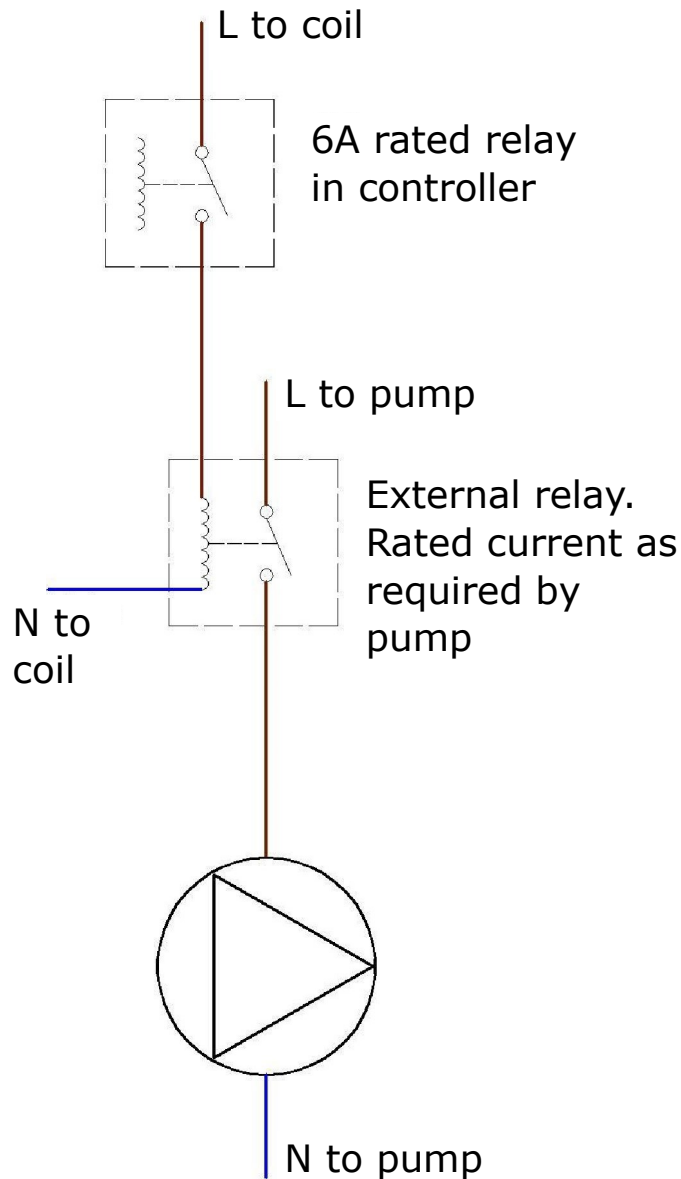 L to coil
6A rated relay
in controller
L to pump
External relay.
Rated current as
required by
pump
N to
coil
N to pump